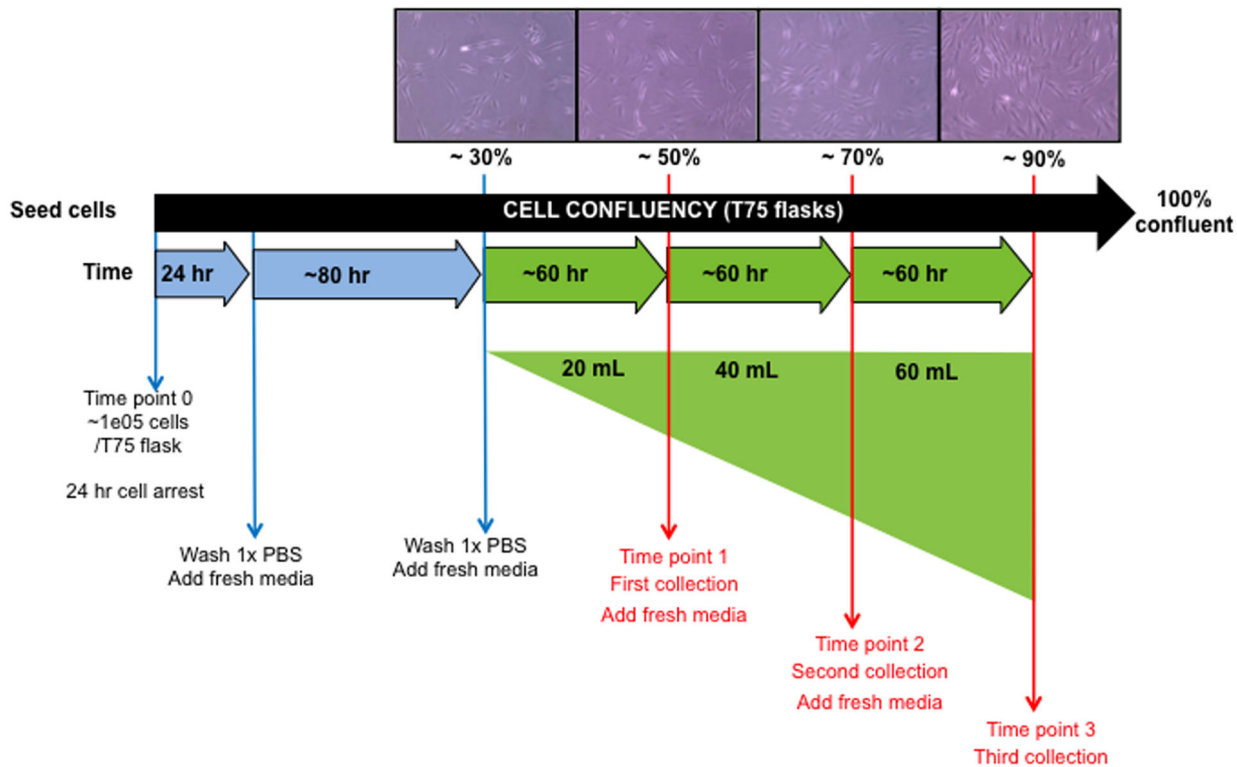 ~ 30%
~ 50%
~ 70%
~ 90%
Seed cells
CELL CONFLUENCY (T75 flasks)
100%
confluent
Time
24 hr
~80 hr
~60 hr
~60 hr
~60 hr
20 mL
40 mL
60 mL
Time point 0
~1e05 cells
/T75 flask
24 hr cell arrest
Wash 1x PBS
Add fresh media
Wash 1x PBS
Add fresh media
Time point 1
First collection
Add fresh media
Time point 2
Second collection
Add fresh media
Time point 3
Third collection